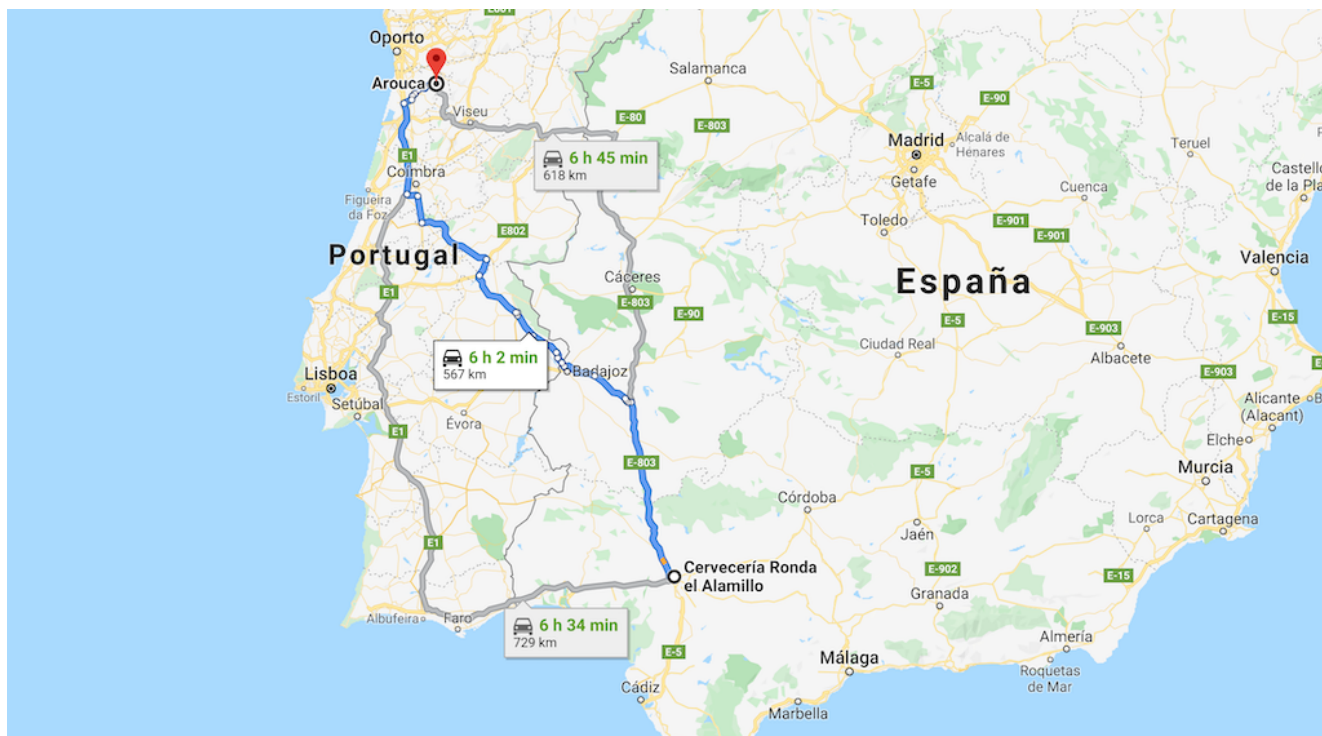 E801
Oporto
Arouca
Viseu
Salamanca
E-5
E-90
E-80
E-803
Madrid
Alcalá de
Henares
Getafe
Teruel
Castelló
de la Pla
E1
6 h 45 min
618 km
Coimbra
Figueira
da Foz
Cuenca
Toledo
E-901
E-901
E802
Portugal
España
Valencia
Cáceres
E-803
E-90
E1
E-5
E-15
E-903
Ciudad Real
Albacete
6 h 2 min
567 km
Badajoz
E-903
Lisboa
Estoril
Setúbal
Évora
Alicante
(Alacant)
E1
Elche
E-803
E-5
Murcia
Córdoba
Jaén
Lorca
Cartagena
E1
Cervecería Ronda
el Alamillo
E-902
E-15
Granada
Albufeira
Faro
6 h 34 min
729 km
Almería
E-5
Málaga
Roquetas
de Mar
Cádiz
Marbella